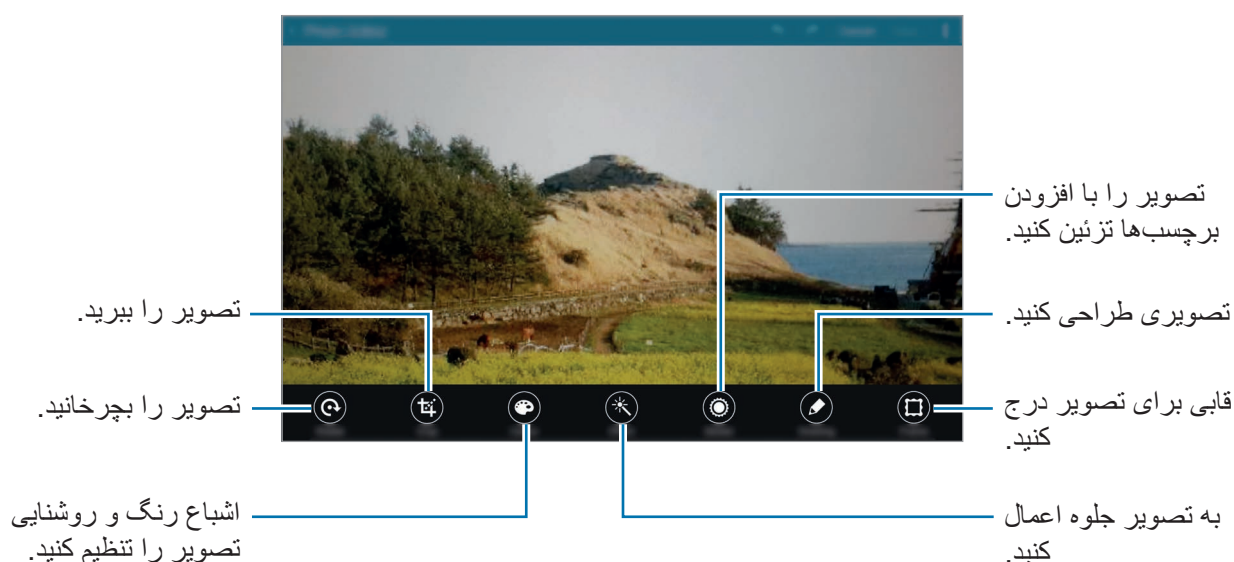 تصویر را با افزودن
برچسب‌ها تزئین کنید.
تصویری طراحی کنید.
تصویر را ببرید.
قابی برای تصویر درج
کنید.
تصویر را بچرخانید.
به تصویر جلوه اعمال
کنید.
اشباع رنگ و روشنایی
تصویر را تنظیم کنید.